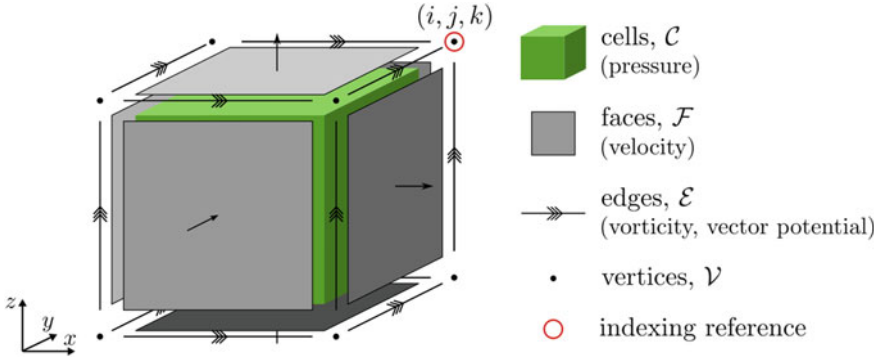 (i, j, k)
cells, 𝒞
(pressure)
faces, ℱ
(velocity)
edges, ℰ
(vorticity, vector potential)
vertices, 𝒱
indexing reference
z
y
x